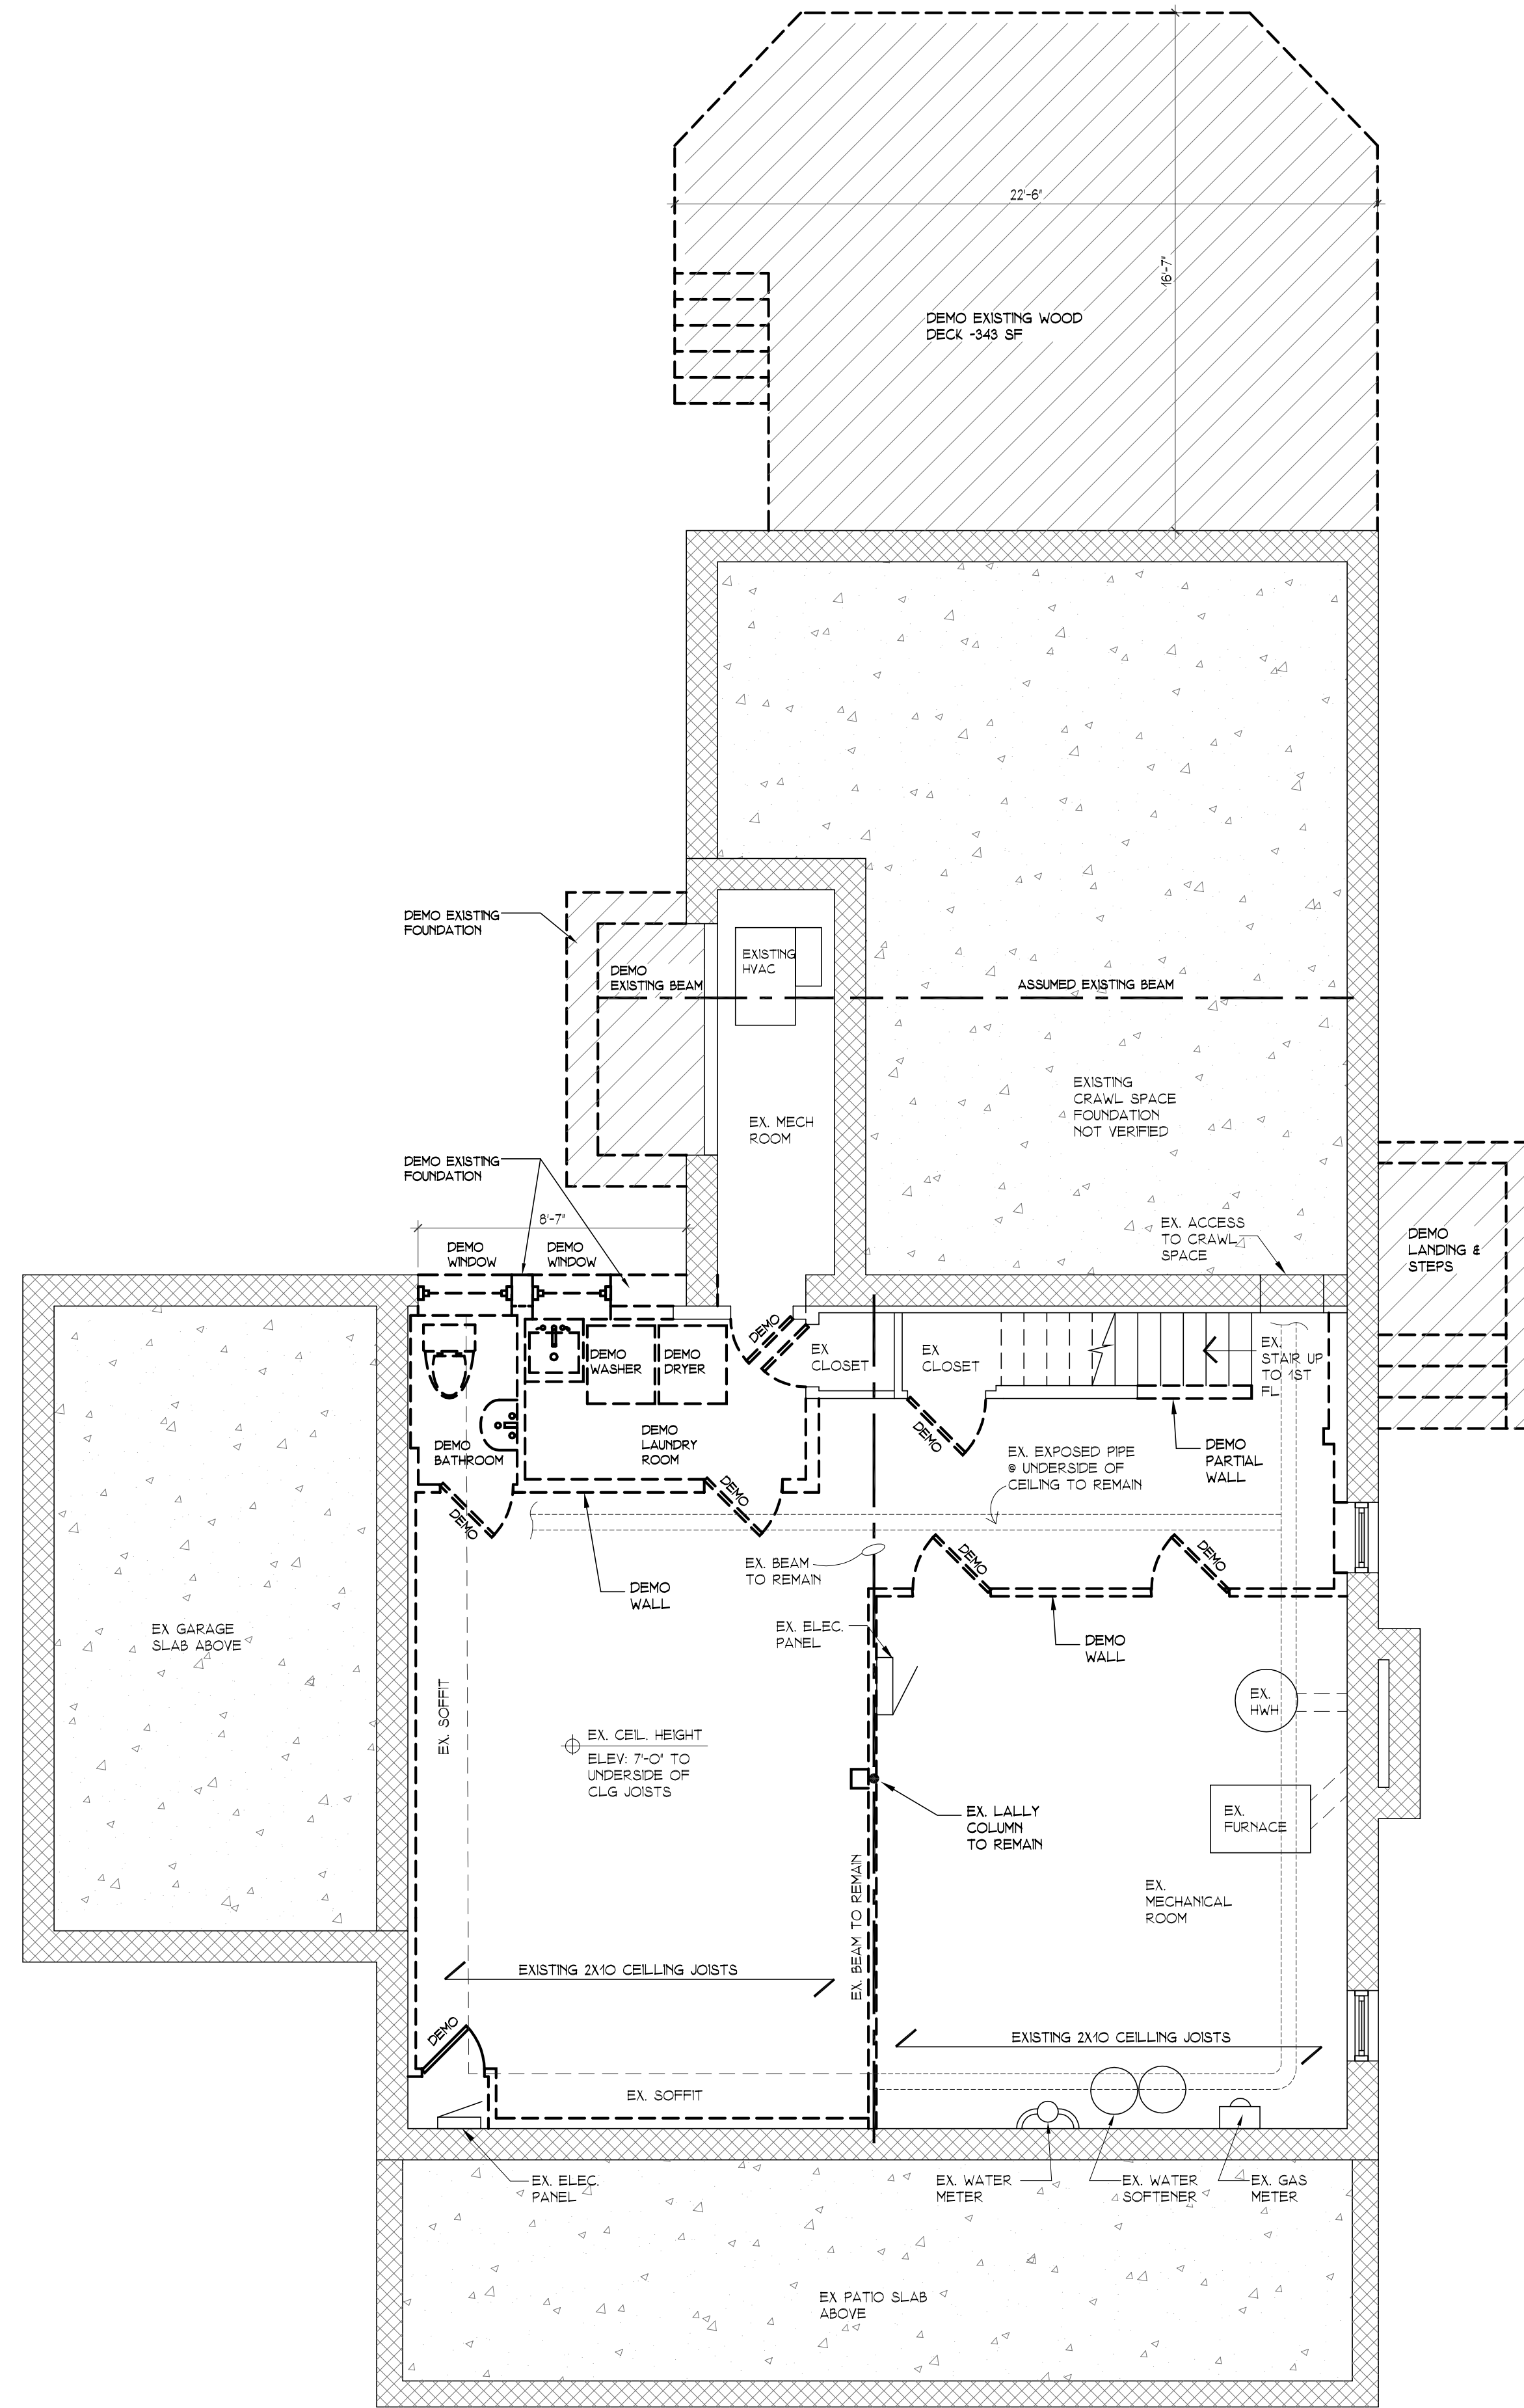 22'-6"
16'-7"
DEMO EXISTING WOOD
DECK -343 SF
DEMO EXISTING
FOUNDATION
DEMO
EXISTING BEAM
EXISTING
HVAC
ASSUMED EXISTING BEAM
EXISTING
CRAWL SPACE
FOUNDATION
NOT VERIFIED
EX. MECH
ROOM
DEMO EXISTING
FOUNDATION
8'-7"
DEMO
WINDOW
DEMO
WINDOW
EX. ACCESS
TO CRAWL
SPACE
DEMO
LANDING &
STEPS
DEMO
WASHER
DEMO
DRYER
DEMO
EX
CLOSET
EX
CLOSET
EX.
STAIR UP
TO 1ST
FL
DEMO
BATHROOM
DEMO
LAUNDRY
ROOM
DEMO
DEMO
PARTIAL
WALL
EX. EXPOSED PIPE
@ UNDERSIDE OF
CEILING TO REMAIN
DEMO
DEMO
EX. BEAM
TO REMAIN
DEMO
DEMO
DEMO
WALL
EX GARAGE
SLAB ABOVE
EX. ELEC.
PANEL
DEMO
WALL
EX. SOFFIT
EX.
HWH
EX. CEIL. HEIGHT
ELEV: 7'-0" TO
UNDERSIDE OF
CLG JOISTS
EX. LALLY
COLUMN
TO REMAIN
EX.
FURNACE
EX. BEAM TO REMAIN
EX.
MECHANICAL
ROOM
EXISTING 2X10 CEILLING JOISTS
DEMO
EXISTING 2X10 CEILLING JOISTS
EX. SOFFIT
EX. ELEC.
PANEL
EX. WATER
METER
EX. WATER
SOFTENER
EX. GAS
METER
EX PATIO SLAB
ABOVE